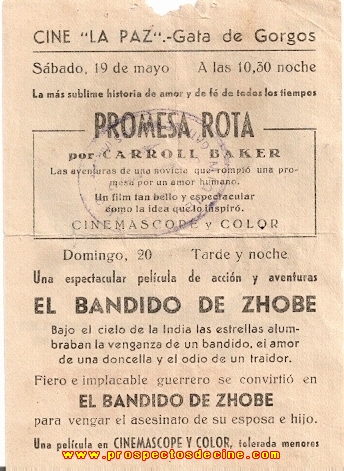 CINE "LA PAZ".-Gata de Gorgos
Sábado, 19 de mayo A las 10,30 noche
La más sublime historia de amor y de fé de todos los tiempos
PROMESA ROTA
por CARROLL BAKER
Las aventuras de una novicia que rompió una pro-
mesa por un amor humano.
Un film tan bello y espectacular
como la idea que lo inspiró.
CINEMASCOPE y COLOR
Domingo, 20 Tarde y noche
Una espectacular película de acción y aventuras
EL BANDIDO DE ZHOBE
Bajo el cielo de la India las estrellas alum-
braban la venganza de un bandido, el amor
de una doncella y el odio de un traidor.
Fiero e implacable guerrero se convirtió en
EL BANDIDO DE ZHOBE
para vengar el asesinato de su esposa e hijo.
Una película en CINEMASCOPE Y COLOR, tolerada menores
www.prospectosdecine.com